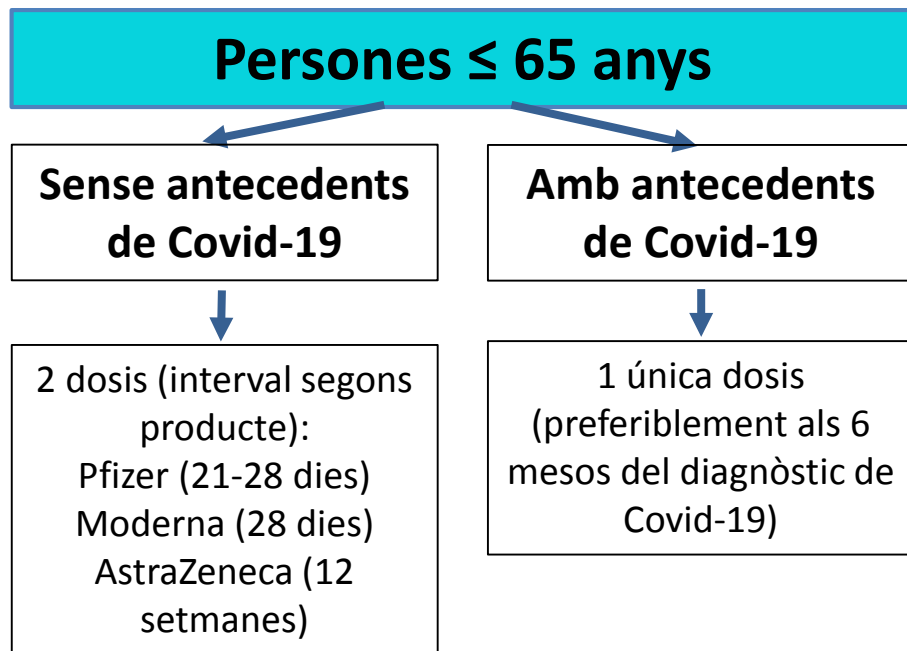 Persones ≤ 65 anys
Sense antecedents
de Covid-19
Amb antecedents
de Covid-19
2 dosis (interval segons
producte):
Pfizer (21-28 dies)
Moderna (28 dies)
AstraZeneca (12
setmanes)
1 única dosis
(preferiblement als 6
mesos del diagnòstic de
Covid-19)